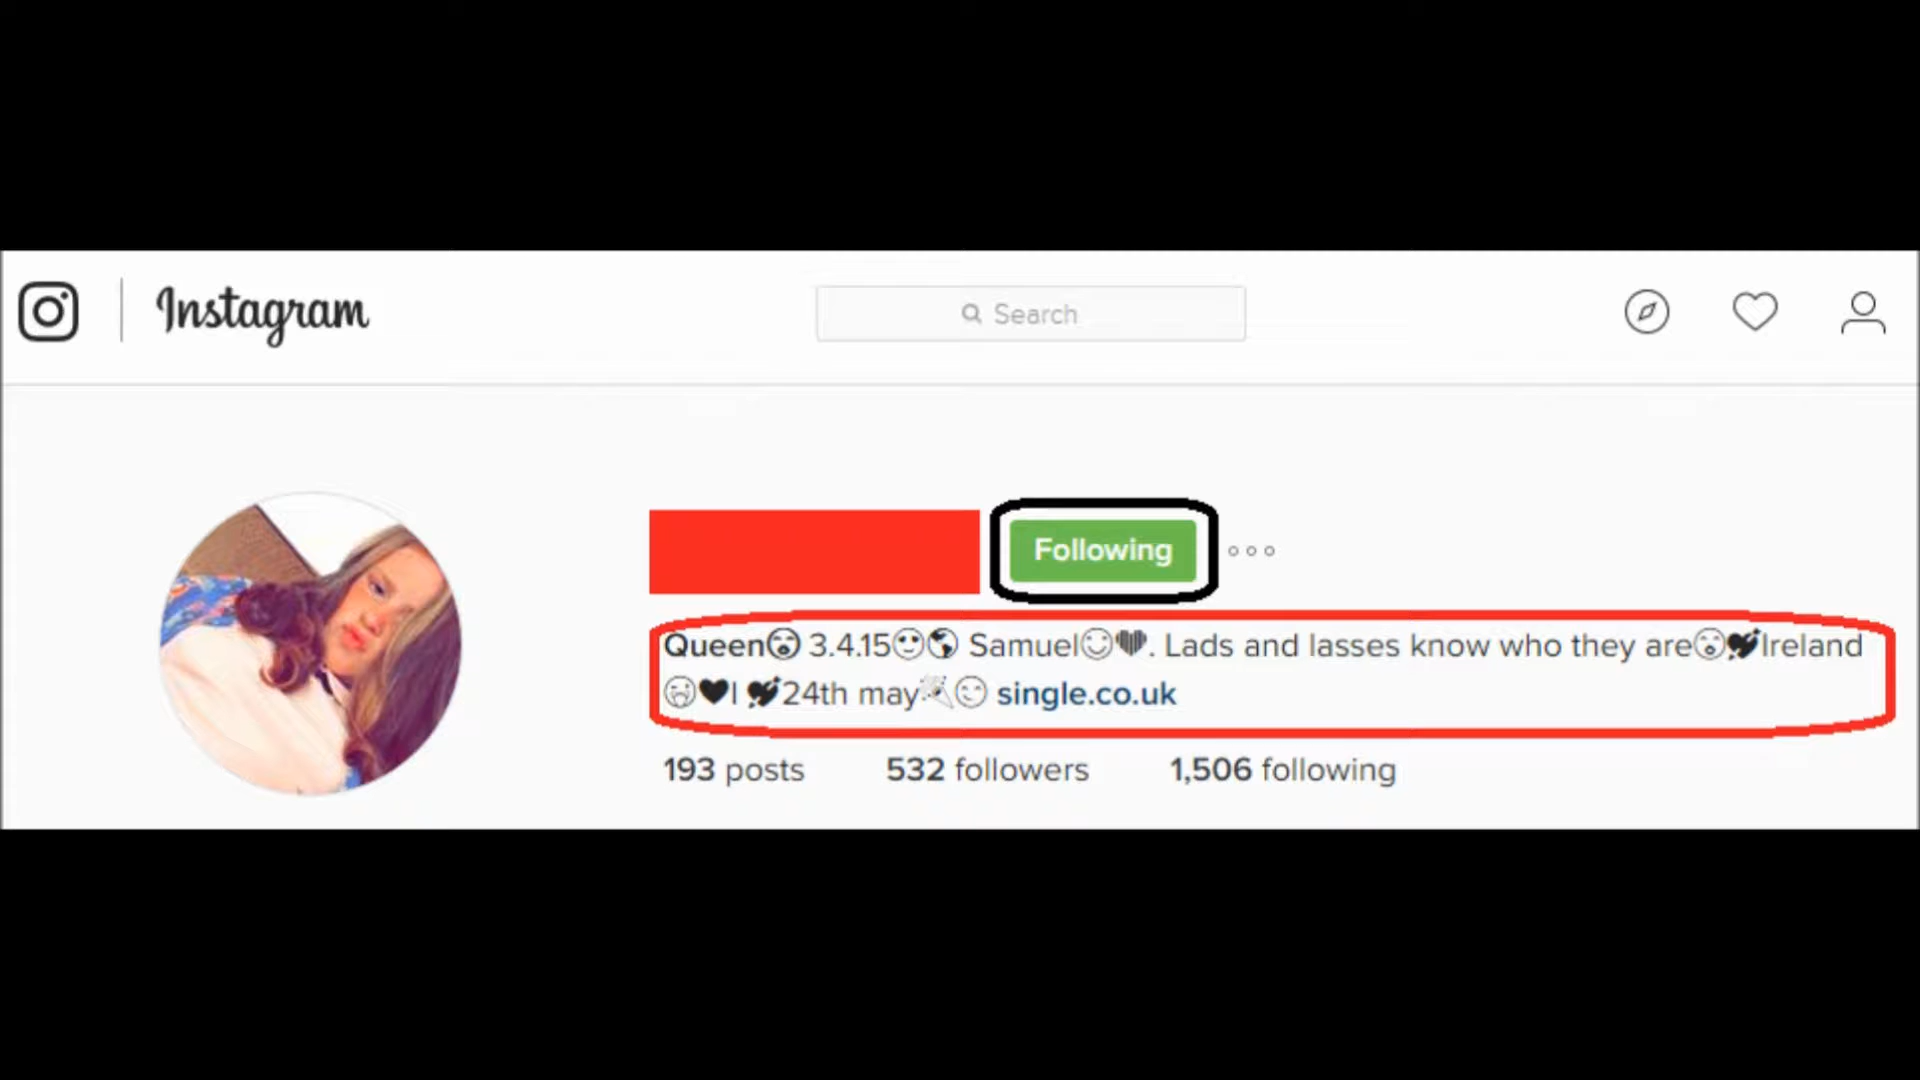 Instagram
Search
Following
Queen😮 3.4.15😍🌎 Samuel☺💗. Lads and lasses know who they are😮💘Ireland
😭❤I 💘24th may🎉😏 single.co.uk
193 posts 532 followers 1,506 following